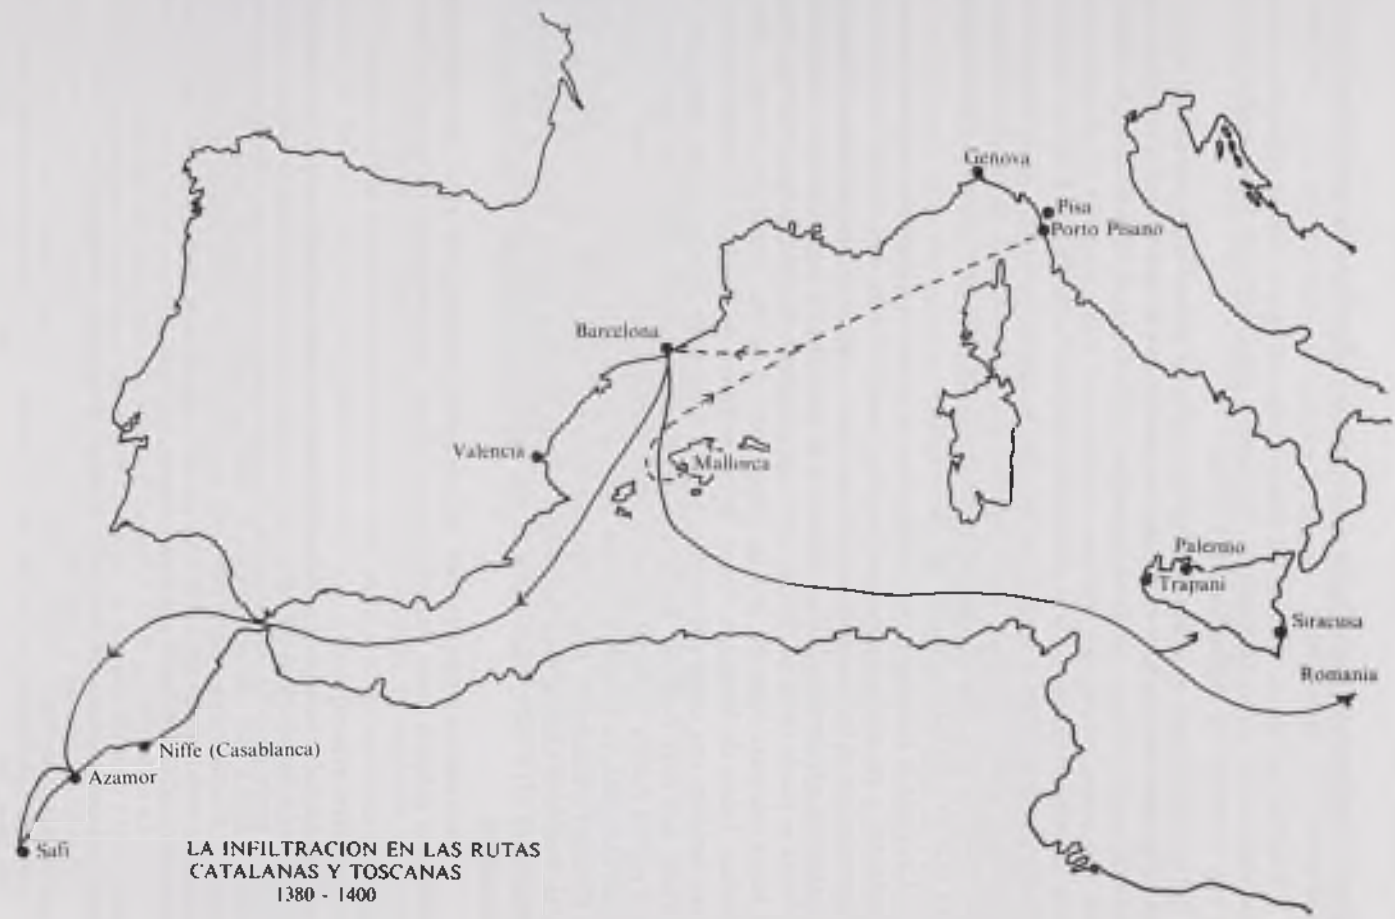 Genova
Pisa
Porto Pisano
Barcelona
Valencia
Mallorca
Palermo
Trapani
Siracusa
Romania
Niffe (Casablanca)
Azamor
Safi
LA INFILTRACION EN LAS RUTAS
CATALANAS Y TOSCANAS
1380 - 1400